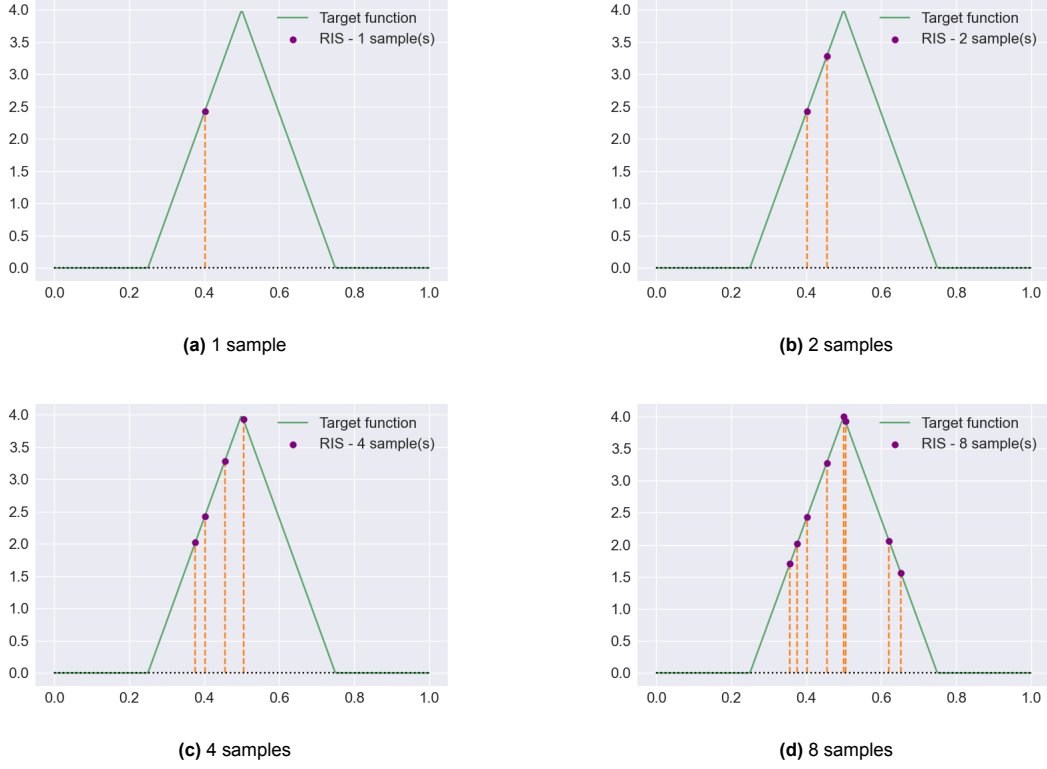 4.0
3.5
3.0
2.5
2.0
1.5
1.0
0.5
0.0
0.0 0.2 0.4 0.6 0.8 1.0
Target function
RIS - 1 sample(s)
(a) 1 sample
4.0
3.5
3.0
2.5
2.0
1.5
1.0
0.5
0.0
0.0 0.2 0.4 0.6 0.8 1.0
Target function
RIS - 2 sample(s)
(b) 2 samples
4.0
3.5
3.0
2.5
2.0
1.5
1.0
0.5
0.0
0.0 0.2 0.4 0.6 0.8 1.0
Target function
RIS - 4 sample(s)
(c) 4 samples
4.0
3.5
3.0
2.5
2.0
1.5
1.0
0.5
0.0
0.0 0.2 0.4 0.6 0.8 1.0
Target function
RIS - 8 sample(s)
(d) 8 samples